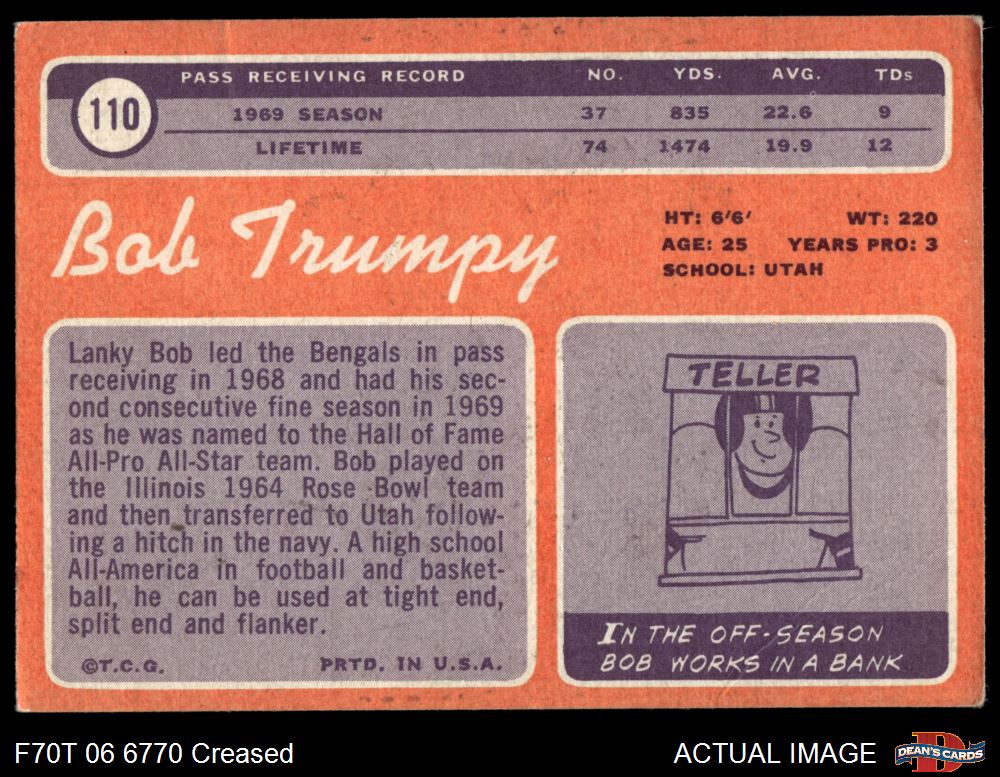 110
PASS RECEIVING RECORD NO. YDS. AVG. TDs
1969 SEASON 37 835 22.6 9
LIFETIME 74 1474 19.9 12
Bob Trumpy
HT: 6'6' WT: 220
AGE: 25 YEARS PRO: 3
SCHOOL: UTAH
Lanky Bob led the Bengals in pass
receiving in 1968 and had his sec-
ond consecutive fine season in 1969
as he was named to the Hall of Fame
All-Pro All-Star team. Bob played on
the Illinois 1964 Rose Bowl team
and then transferred to Utah follow-
ing a hitch in the navy. A high school
All-America in football and basket-
ball, he can be used at tight end,
split end and flanker.
©T.C.G. PRTD. IN U.S.A.
TELLER
IN THE OFF-SEASON
BOB WORKS IN A BANK
F70T 06 6770 Creased
ACTUAL IMAGE
DEAN'S CARDS